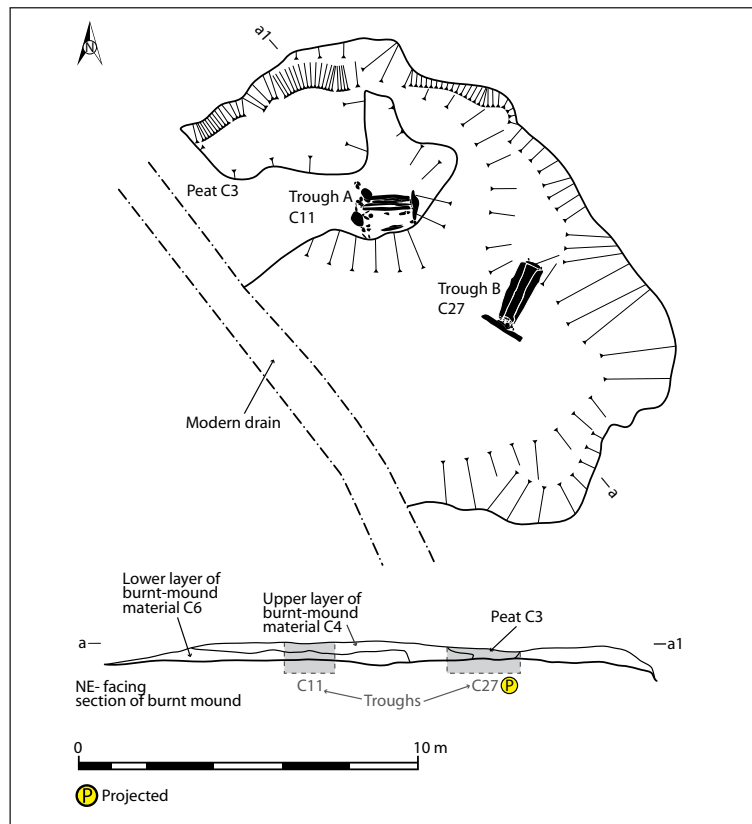 N
a1
Peat C3
Trough A
C11
Trough B
C27
Modern drain
a
Lower layer of
burnt-mound
material C6
Upper layer of
burnt-mound
material C4
Peat C3
a
a1
NE- facing
section of burnt mound
C11
Troughs
C27 P
0
10 m
P Projected